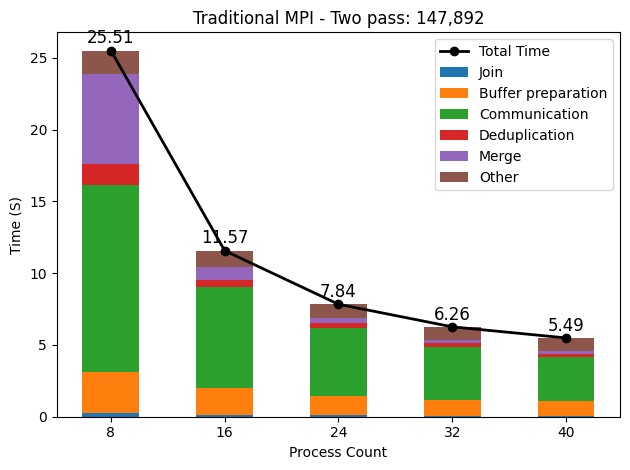 Traditional MPI - Two pass: 147,892
25.51
11.57
7.84
6.26
5.49
Total Time
Join
Buffer preparation
Communication
Deduplication
Merge
Other
Time (S)
25
20
15
10
5
0
8 16 24 32 40
Process Count